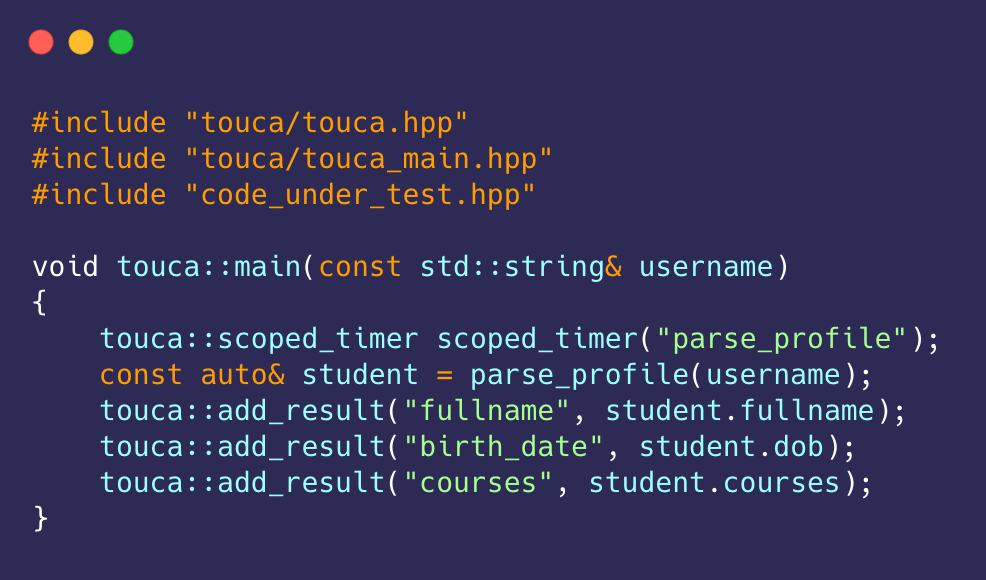 #include "touca/touca.hpp"
#include "touca/touca_main.hpp"
#include "code_under_test.hpp"

void touca::main(const std::string& username)
{
    touca::scoped_timer scoped_timer("parse_profile");
    const auto& student = parse_profile(username);
    touca::add_result("fullname", student.fullname);
    touca::add_result("birth_date", student.dob);
    touca::add_result("courses", student.courses);
}